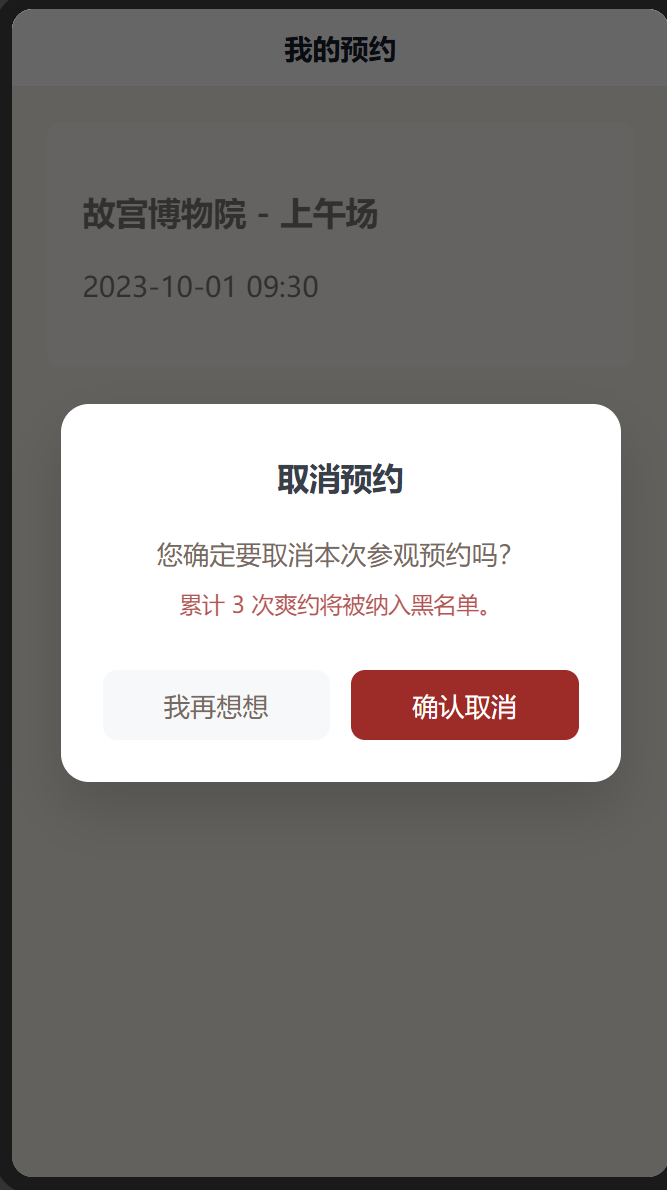 我的预约
故宫博物院 - 上午场
2023-10-01 09:30
取消预约
您确定要取消本次参观预约吗？
累计 3 次爽约将被纳入黑名单。
我再想想
确认取消